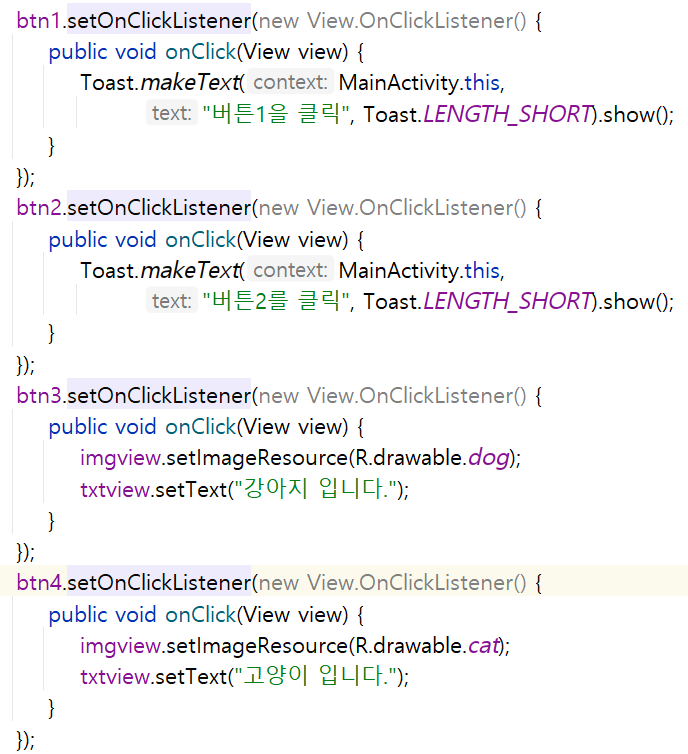 btn1.setOnClickListener(new View.OnClickListener() {
public void onClick(View view) {
Toast.makeText( context: MainActivity.this,
text: "버튼1을 클릭", Toast.LENGTH_SHORT).show();
}
});
btn2.setOnClickListener(new View.OnClickListener() {
public void onClick(View view) {
Toast.makeText( context: MainActivity.this,
text: "버튼2를 클릭", Toast.LENGTH_SHORT).show();
}
});
btn3.setOnClickListener(new View.OnClickListener() {
public void onClick(View view) {
imgview.setImageResource(R.drawable.dog);
txtview.setText("강아지 입니다.");
}
});
btn4.setOnClickListener(new View.OnClickListener() {
public void onClick(View view) {
imgview.setImageResource(R.drawable.cat);
txtview.setText("고양이 입니다.");
}
});